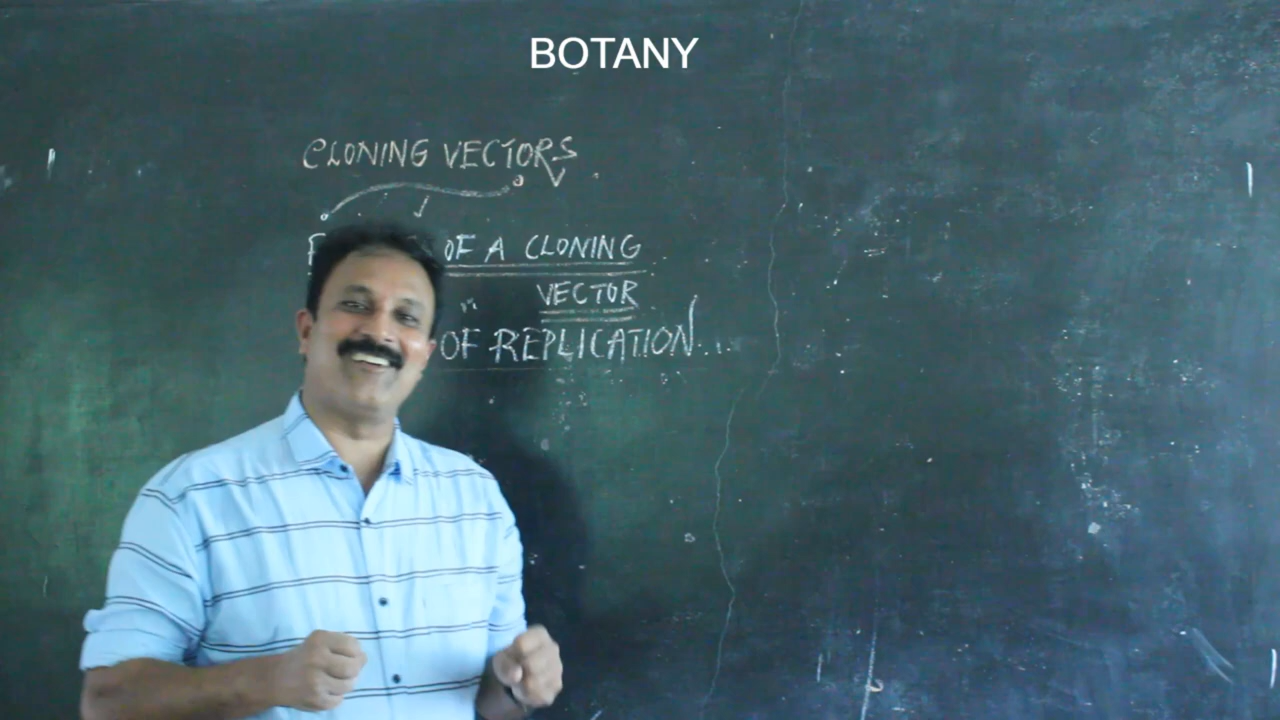 BOTANY
CLONING VECTORS
OF A CLONING
VECTOR
OF REPLICATION...